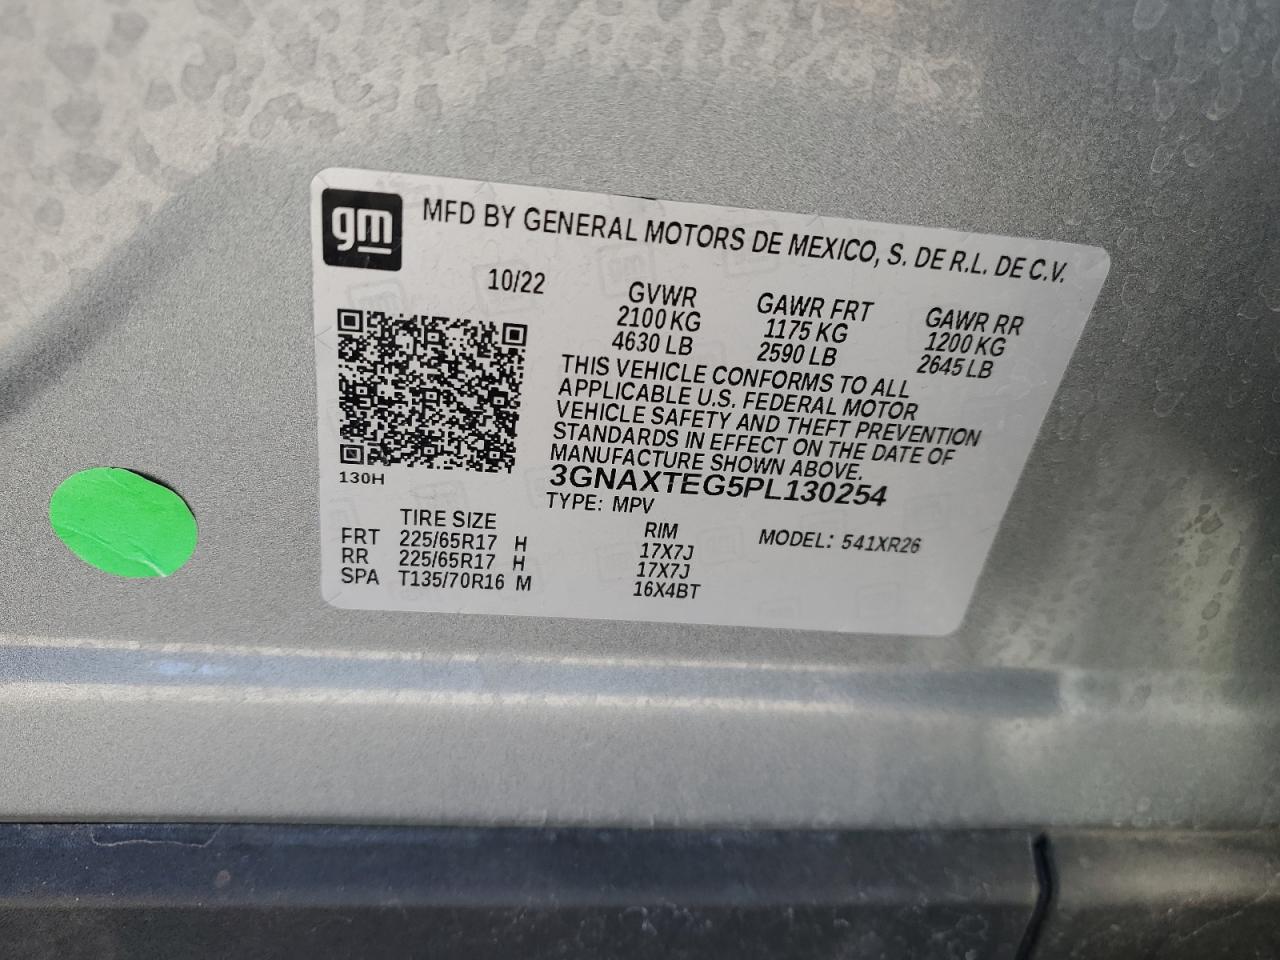 gm
MFD BY GENERAL MOTORS DE MEXICO, S. DE R.L. DE C.V.
10/22
GVWR GAWR FRT GAWR RR
2100 KG 1175 KG 1200 KG
4630 LB 2590 LB 2645 LB
THIS VEHICLE CONFORMS TO ALL
APPLICABLE U.S. FEDERAL MOTOR
VEHICLE SAFETY AND THEFT PREVENTION
STANDARDS IN EFFECT ON THE DATE OF
MANUFACTURE SHOWN ABOVE.
130H
3GNAXTEG5PL130254
TYPE: MPV
MODEL: 541XR26
TIRE SIZE RIM
FRT 225/65R17 H 17X7J
RR 225/65R17 H 17X7J
SPA T135/70R16 M 16X4BT